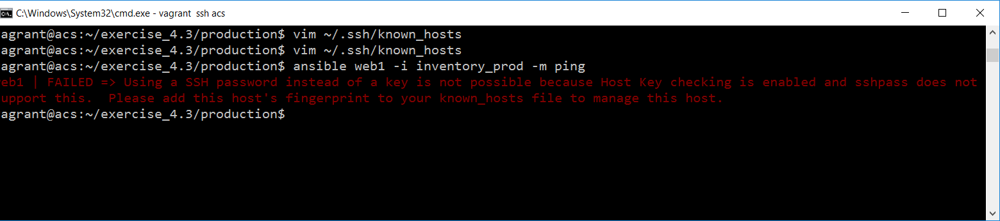 C:\Windows\System32\cmd.exe - vagrant  ssh acs
agrant@acs:~/exercise_4.3/production$ vim ~/.ssh/known_hosts
agrant@acs:~/exercise_4.3/production$ vim ~/.ssh/known_hosts
agrant@acs:~/exercise_4.3/production$ ansible web1 -i inventory_prod -m ping
eb1 | FAILED => Using a SSH password instead of a key is not possible because Host Key checking is enabled and sshpass does not
upport this.  Please add this host's fingerprint to your known_hosts file to manage this host.
agrant@acs:~/exercise_4.3/production$